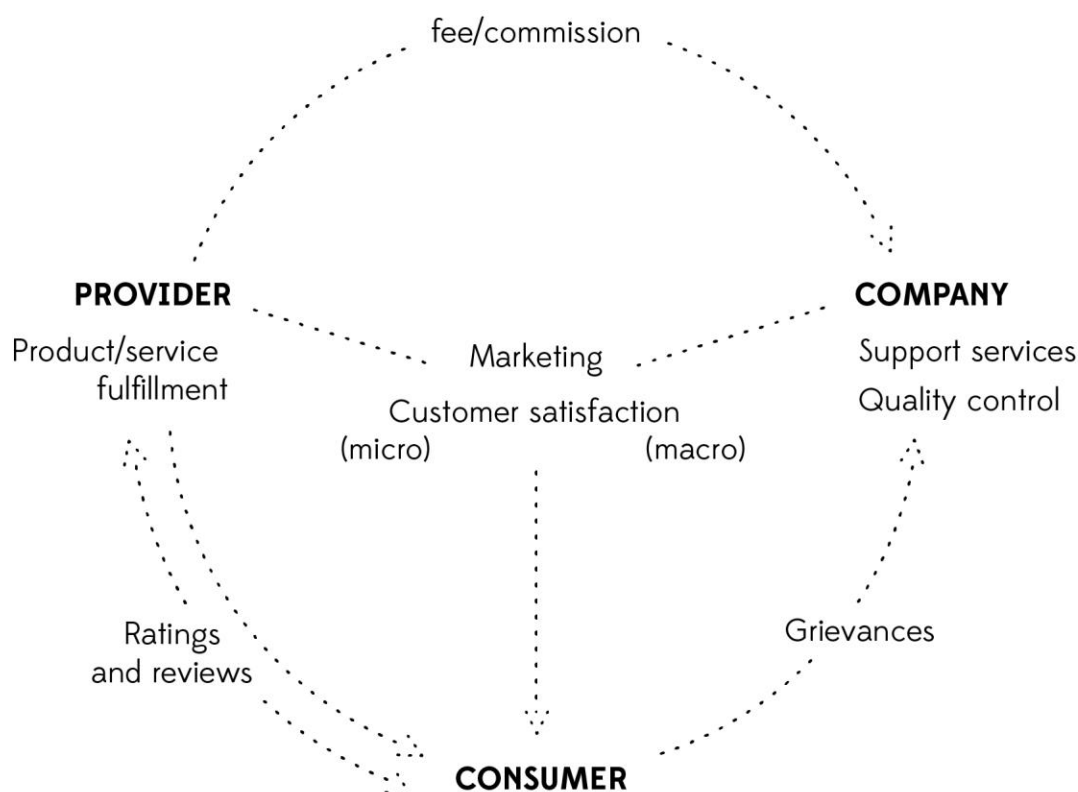 fee/commission
PROVIDER
COMPANY
Product/service
fulfillment
Marketing
Support services
Quality control
Customer satisfaction
(micro)
(macro)
Ratings
and reviews
Grievances
CONSUMER